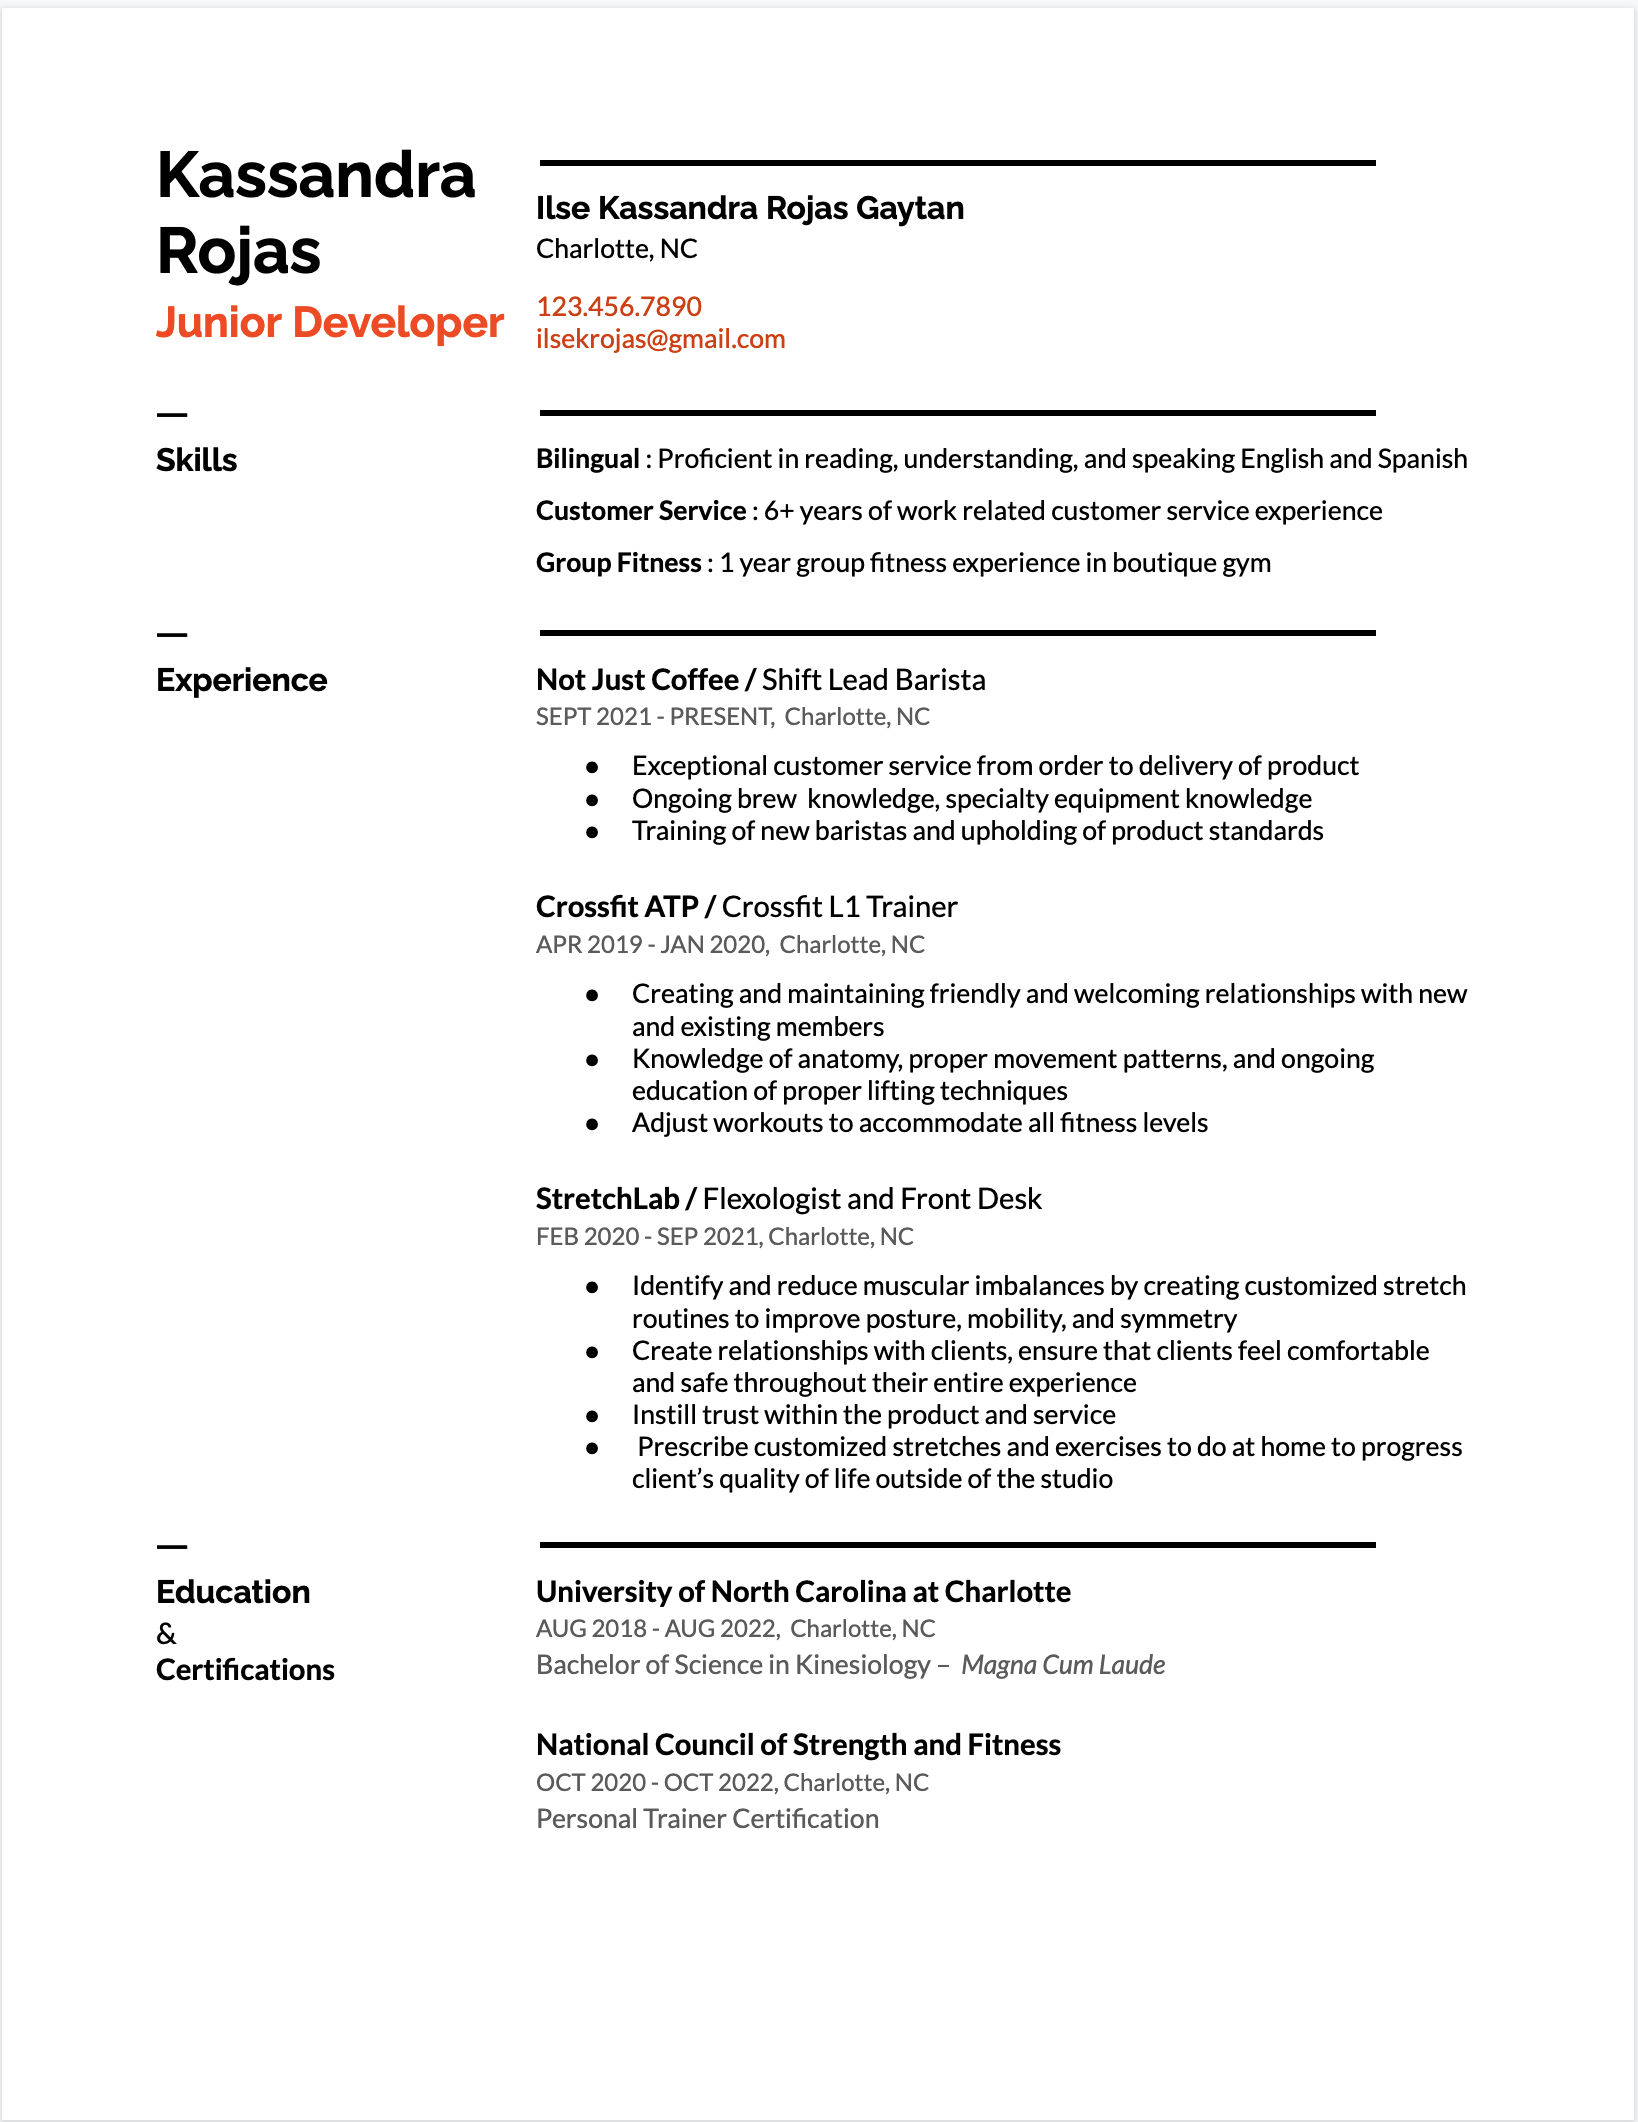 Kassandra
Rojas
Junior Developer
Ilse Kassandra Rojas Gaytan
Charlotte, NC
123.456.7890
ilsekrojas@gmail.com
—
Skills
Bilingual : Proficient in reading, understanding, and speaking English and Spanish
Customer Service : 6+ years of work related customer service experience
Group Fitness : 1 year group fitness experience in boutique gym
—
Experience
Not Just Coffee / Shift Lead Barista
SEPT 2021 - PRESENT,  Charlotte, NC
● Exceptional customer service from order to delivery of product
● Ongoing brew  knowledge, specialty equipment knowledge
● Training of new baristas and upholding of product standards
Crossfit ATP / Crossfit L1 Trainer
APR 2019 - JAN 2020,  Charlotte, NC
● Creating and maintaining friendly and welcoming relationships with new
and existing members
● Knowledge of anatomy, proper movement patterns, and ongoing
education of proper lifting techniques
● Adjust workouts to accommodate all fitness levels
StretchLab / Flexologist and Front Desk
FEB 2020 - SEP 2021, Charlotte, NC
● Identify and reduce muscular imbalances by creating customized stretch
routines to improve posture, mobility, and symmetry
● Create relationships with clients, ensure that clients feel comfortable
and safe throughout their entire experience
● Instill trust within the product and service
● Prescribe customized stretches and exercises to do at home to progress
client’s quality of life outside of the studio
—
Education
&
Certifications
University of North Carolina at Charlotte
AUG 2018 - AUG 2022,  Charlotte, NC
Bachelor of Science in Kinesiology –  Magna Cum Laude
National Council of Strength and Fitness
OCT 2020 - OCT 2022, Charlotte, NC
Personal Trainer Certification